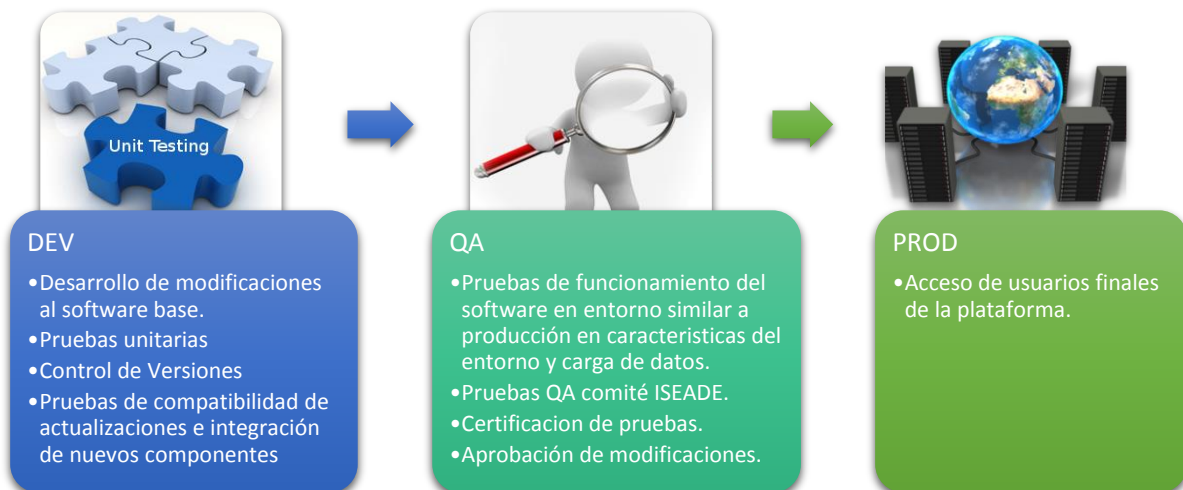 Unit Testing
DEV
•Desarrollo de modificaciones
al software base.
•Pruebas unitarias
•Control de Versiones
•Pruebas de compatibilidad de
actualizaciones e integración
de nuevos componentes
QA
•Pruebas de funcionamiento del
software en entorno similar a
producción en caracteristicas del
entorno y carga de datos.
•Pruebas QA comité ISEADE.
•Certificacion de pruebas.
•Aprobación de modificaciones.
PROD
•Acceso de usuarios finales
de la plataforma.